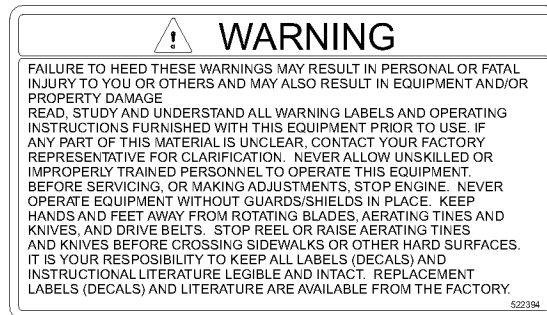 WARNING
FAILURE TO HEED THESE WARNINGS MAY RESULT IN PERSONAL OR FATAL
INJURY TO YOU OR OTHERS AND MAY ALSO RESULT IN EQUIPMENT AND/OR
PROPERTY DAMAGE
READ, STUDY AND UNDERSTAND ALL WARNING LABELS AND OPERATING
INSTRUCTIONS FURNISHED WITH THIS EQUIPMENT PRIOR TO USE. IF
ANY PART OF THIS MATERIAL IS UNCLEAR, CONTACT YOUR FACTORY
REPRESENTATIVE FOR CLARIFICATION. NEVER ALLOW UNSKILLED OR
IMPROPERLY TRAINED PERSONNEL TO OPERATE THIS EQUIPMENT.
BEFORE SERVICING, OR MAKING ADJUSTMENTS, STOP ENGINE. NEVER
OPERATE EQUIPMENT WITHOUT GUARDS/SHIELDS IN PLACE. KEEP
HANDS AND FEET AWAY FROM ROTATING BLADES, AERATING TINES AND
KNIVES, AND DRIVE BELTS. STOP REEL OR RAISE AERATING TINES
AND KNIVES BEFORE CROSSING SIDEWALKS OR OTHER HARD SURFACES.
IT IS YOUR RESPOSIBILITY TO KEEP ALL LABELS (DECALS) AND
INSTRUCTIONAL LITERATURE LEGIBLE AND INTACT. REPLACEMENT
LABELS (DECALS) AND LITERATURE ARE AVAILABLE FROM THE FACTORY.
522394